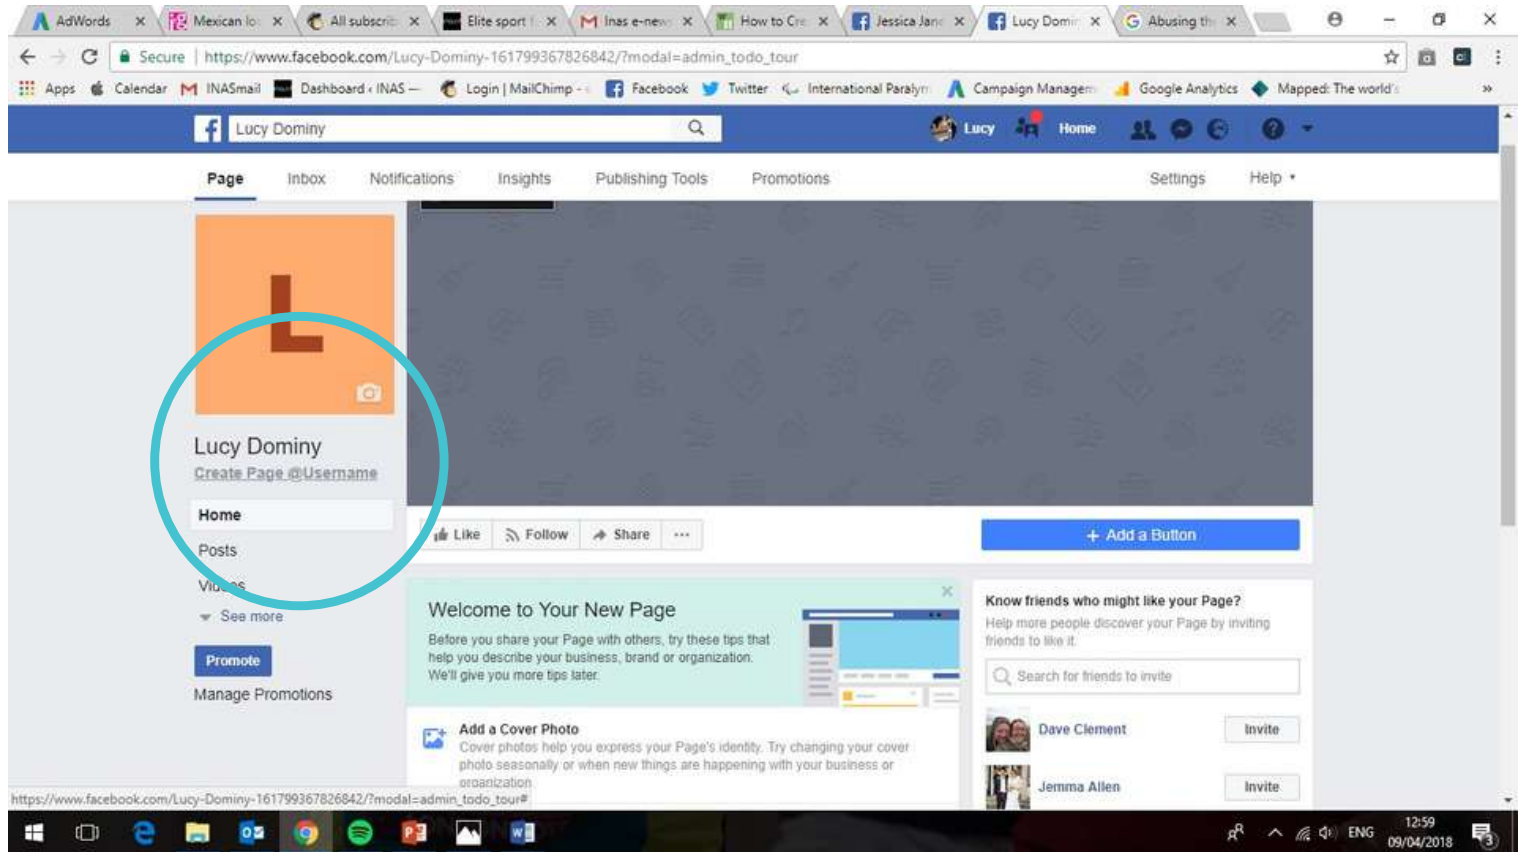 AdWords
Mexican lo
All subscrib
Elite sport f
Inas e-news
How to Cre
Jessica Jane
Lucy Domin
Abusing th
Secure | https://www.facebook.com/Lucy-Dominy-161799367826842/?modal=admin_todo_tour
Apps Calendar INASmail Dashboard ‹ INAS — Login | MailChimp - Facebook Twitter International Paralym Campaign Managem Google Analytics Mapped: The world's »
Lucy Dominy
Lucy Home
Page Inbox Notifications Insights Publishing Tools Promotions Settings Help
L
Lucy Dominy
Create Page @Username
Home
Posts
Videos
See more
Promote
Manage Promotions
Like Follow Share ...
+ Add a Button
Welcome to Your New Page
Before you share your Page with others, try these tips that
help you describe your business, brand or organization.
We'll give you more tips later.
Add a Cover Photo
Cover photos help you express your Page's identity. Try changing your cover
photo seasonally or when new things are happening with your business or
organization.
Know friends who might like your Page?
Help more people discover your Page by inviting
friends to like it.
Search for friends to invite
Dave Clement Invite
Jemma Allen Invite
https://www.facebook.com/Lucy-Dominy-161799367826842/?modal=admin_todo_tour#
ENG
12:59
09/04/2018
3